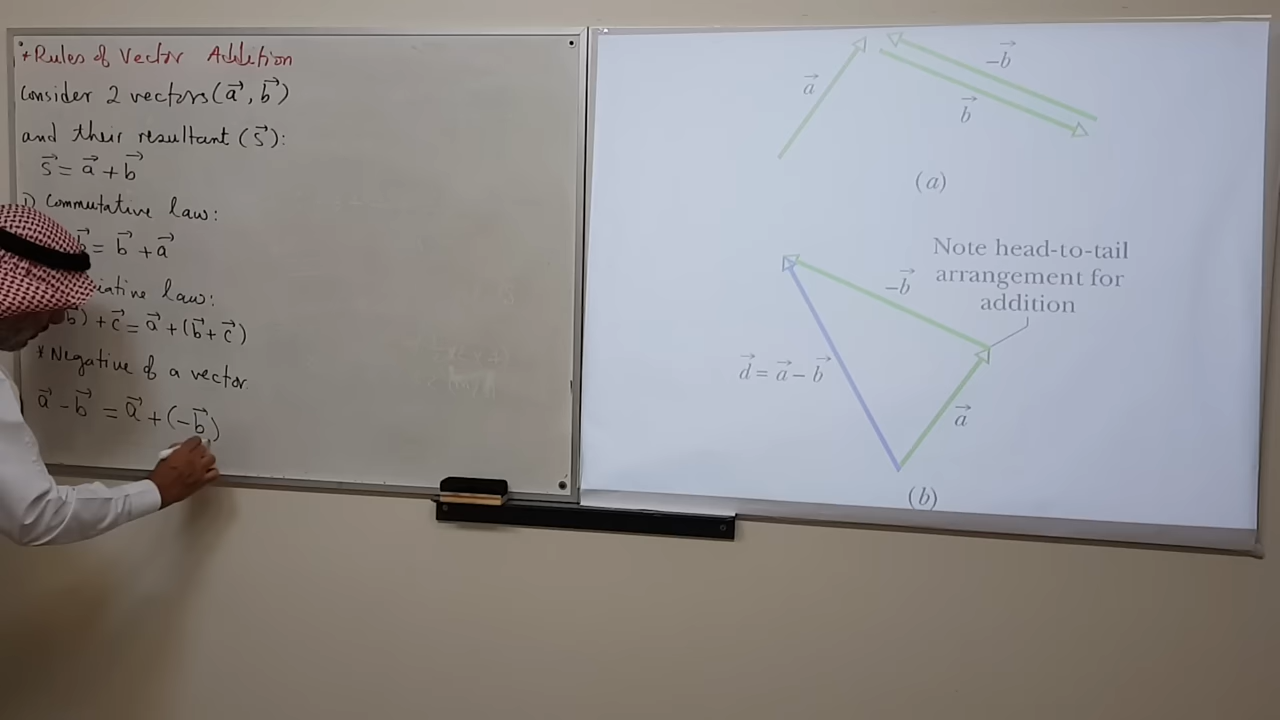 *Rules of Vector Addition
Consider 2 vectors (a⃗, b⃗)
and their resultant (s⃗):
s⃗ = a⃗ + b⃗
1) Commutative law:
= b⃗ + a⃗
law:
+ c⃗ = a⃗ + (b⃗ + c⃗)
*Negative of a vector.
a⃗ - b⃗ = a⃗ + (-b⃗)
a⃗
-b⃗
b⃗
(a)
Note head-to-tail
arrangement for
addition
-b⃗
d⃗ = a⃗ - b⃗
a⃗
(b)